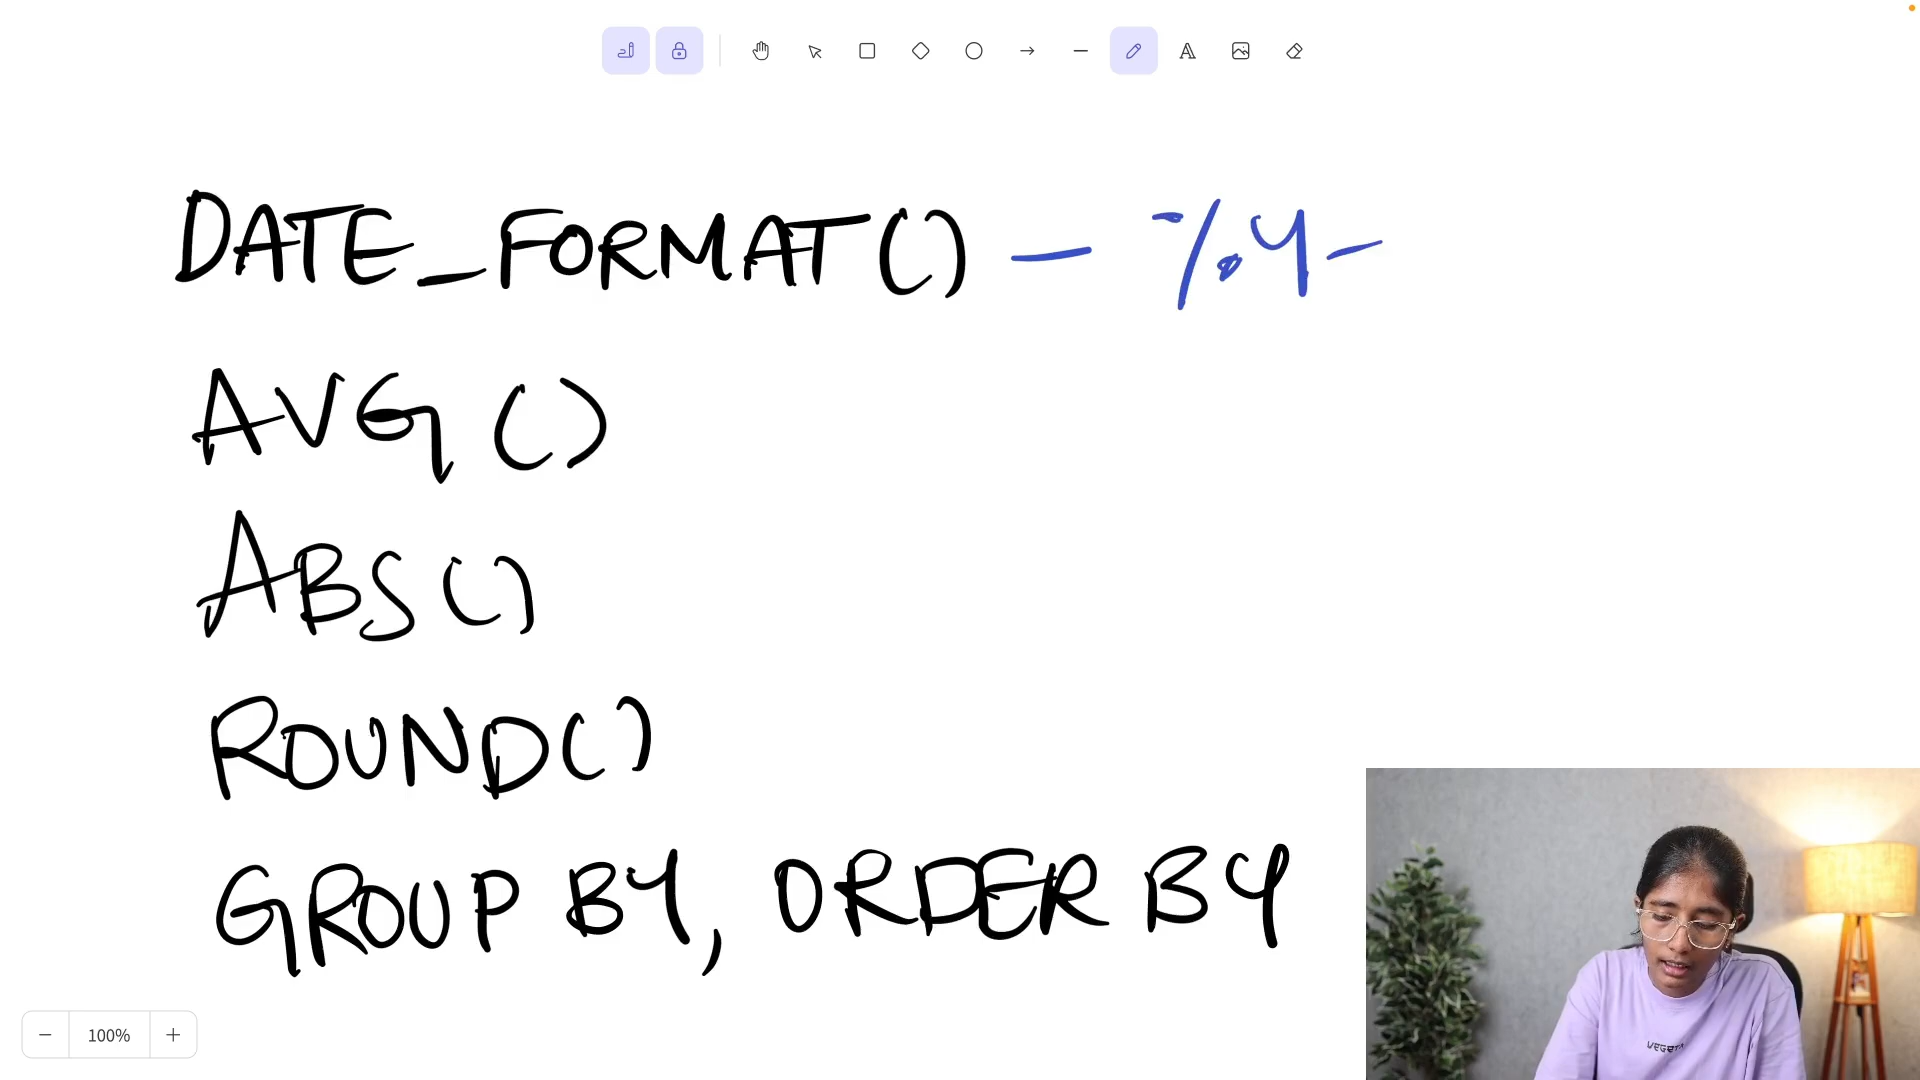 DATE_FORMAT() — %Y-
AVG()
ABS()
ROUND()
GROUP BY, ORDER BY
100%